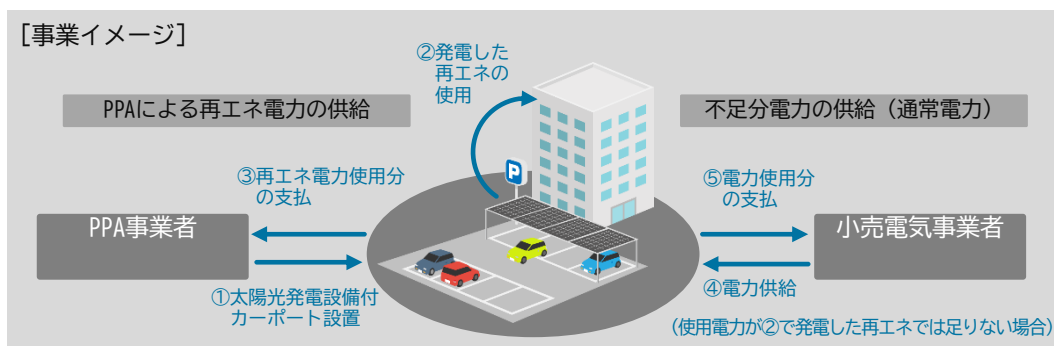 [事業イメージ]
②発電した
再エネの
使用
PPAによる再エネ電力の供給
不足分電力の供給（通常電力）
P
③再エネ電力使用分
の支払
⑤電力使用分
の支払
PPA事業者
小売電気事業者
①太陽光発電設備付
カーポート設置
④電力供給
(使用電力が②で発電した再エネでは足りない場合)